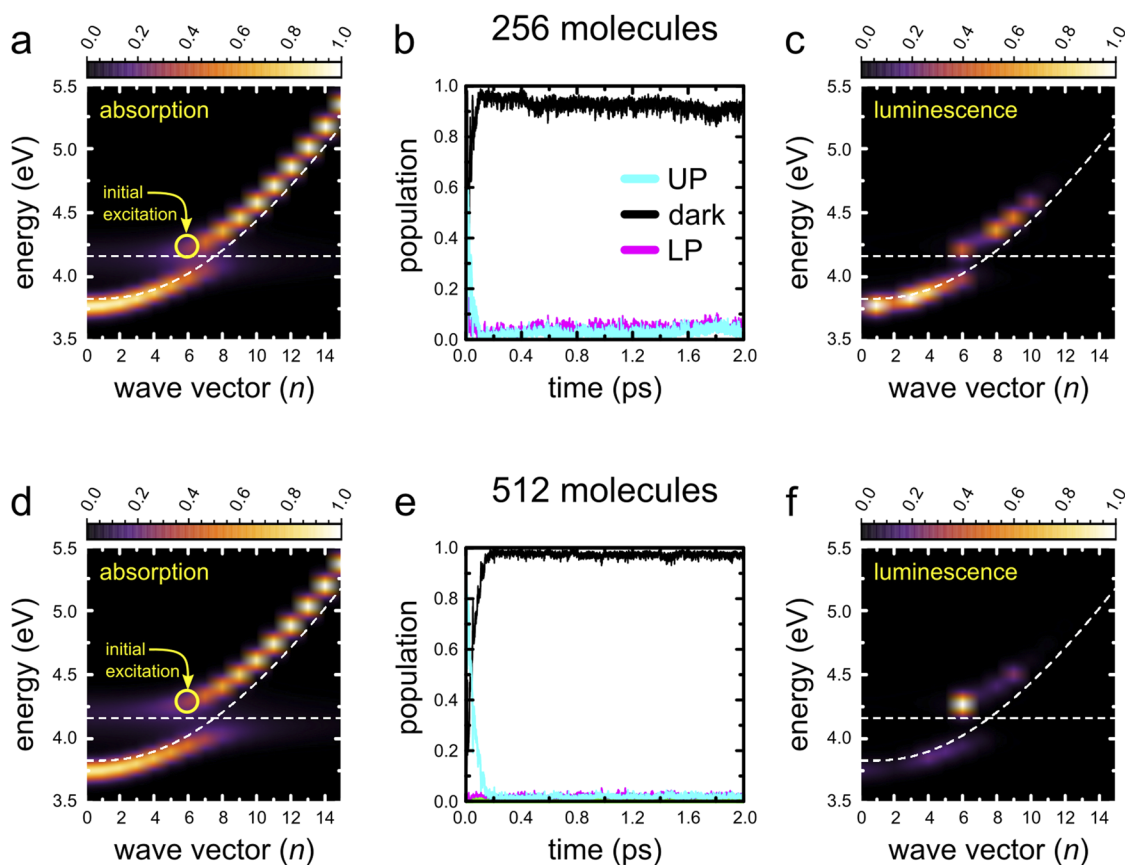 a
0.0 0.2 0.4 0.6 0.8 1.0
absorption
initial
excitation
energy (eV)
5.5
5.0
4.5
4.0
3.5
0 2 4 6 8 10 12 14
wave vector (n)
b
256 molecules
population
1.0
0.8
0.6
0.4
0.2
0.0
UP
dark
LP
0.0 0.4 0.8 1.2 1.6 2.0
time (ps)
c
0.0 0.2 0.4 0.6 0.8 1.0
luminescence
energy (eV)
5.5
5.0
4.5
4.0
3.5
0 2 4 6 8 10 12 14
wave vector (n)
d
0.0 0.2 0.4 0.6 0.8 1.0
absorption
initial
excitation
energy (eV)
5.5
5.0
4.5
4.0
3.5
0 2 4 6 8 10 12 14
wave vector (n)
e
512 molecules
population
1.0
0.8
0.6
0.4
0.2
0.0
0.0 0.4 0.8 1.2 1.6 2.0
time (ps)
f
0.0 0.2 0.4 0.6 0.8 1.0
luminescence
energy (eV)
5.5
5.0
4.5
4.0
3.5
0 2 4 6 8 10 12 14
wave vector (n)